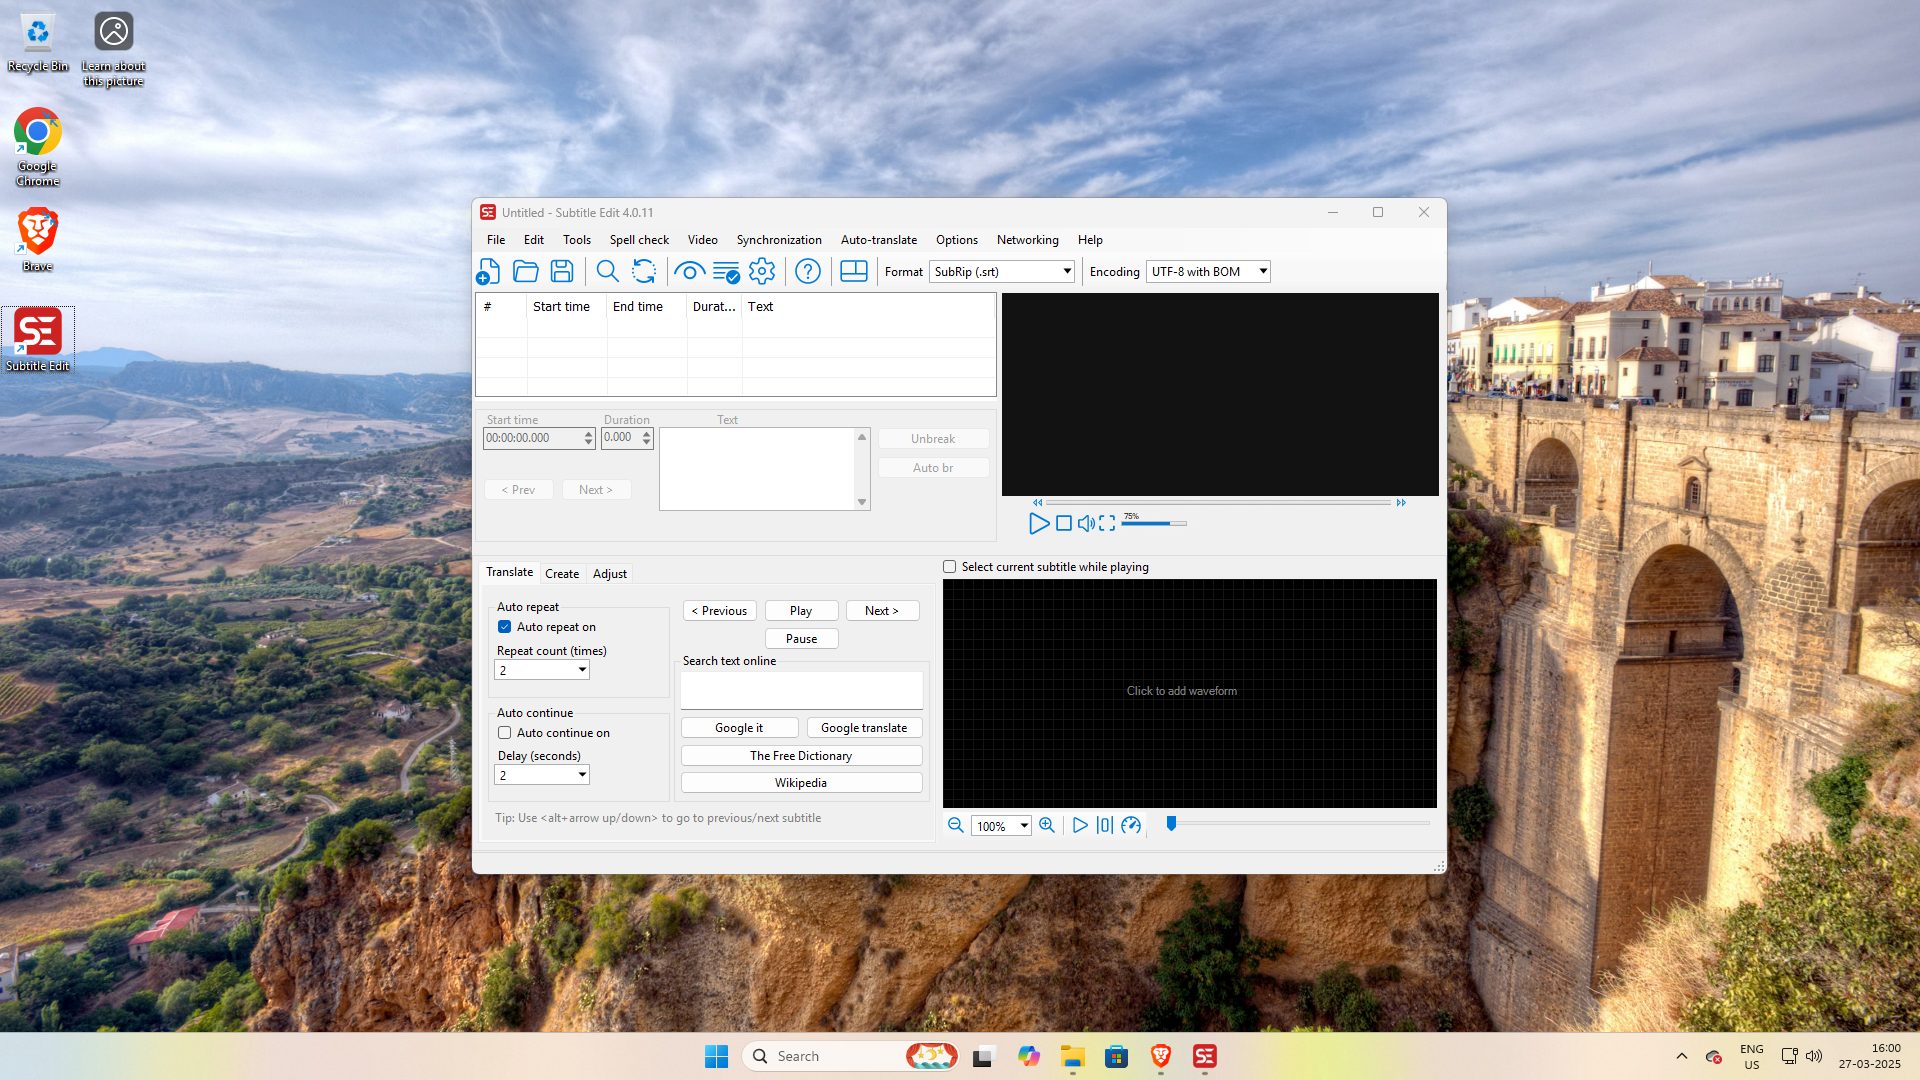 Recycle Bin
Learn about
this picture
Google
Chrome
Brave
SE
Subtitle Edit
SE Untitled - Subtitle Edit 4.0.11
File Edit Tools Spell check Video Synchronization Auto-translate Options Networking Help
Format SubRip (.srt) Encoding UTF-8 with BOM
# Start time End time Durat... Text
Start time Duration Text
00:00:00.000 0.000
Unbreak
Auto br
< Prev Next >
75%
Translate Create Adjust
Select current subtitle while playing
Auto repeat
Auto repeat on
Repeat count (times)
2
Auto continue
Auto continue on
Delay (seconds)
2
< Previous Play Next >
Pause
Search text online
Google it Google translate
The Free Dictionary
Wikipedia
Tip: Use <alt+arrow up/down> to go to previous/next subtitle
Click to add waveform
100%
Search
SE
ENG
US
16:00
27-03-2025